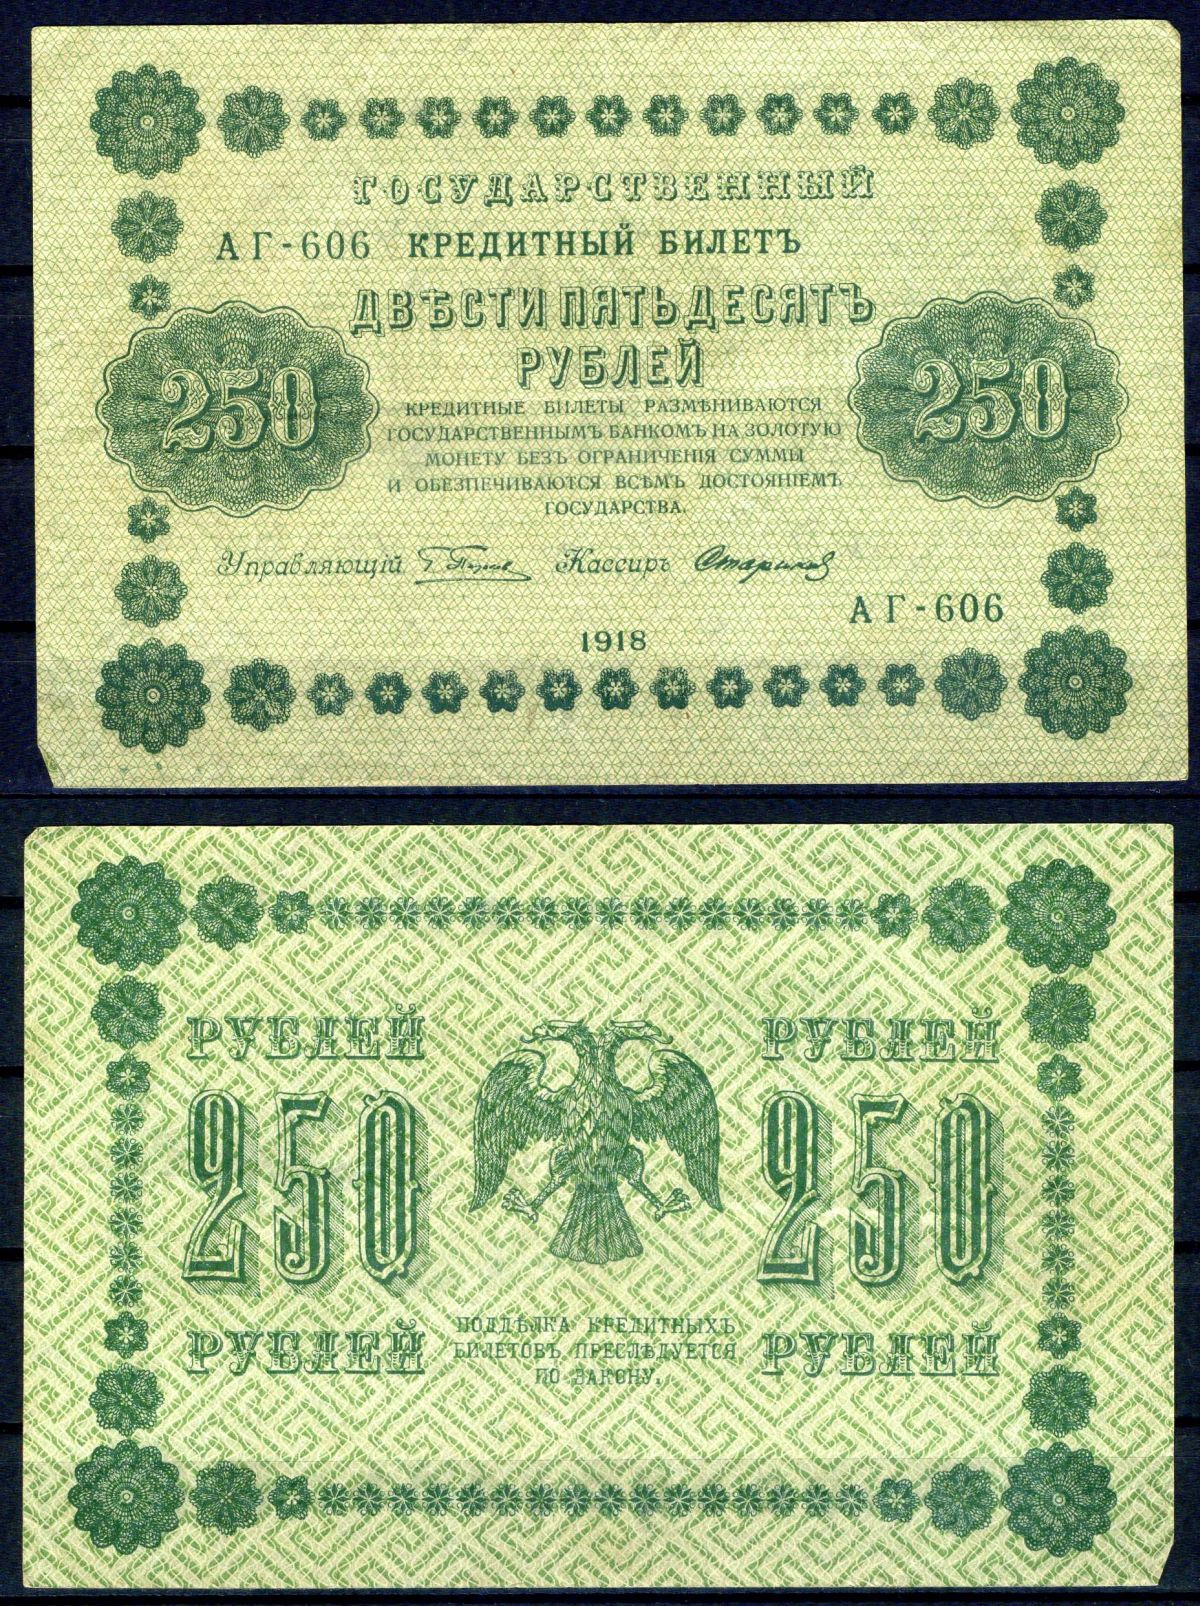 ГОСУДАРСТВЕННЫЙ
АГ-606 КРЕДИТНЫЙ БИЛЕТЪ
ДВѢСТИ ПЯТЬДЕСЯТЪ
РУБЛЕЙ
250 250
КРЕДИТНЫЕ БИЛЕТЫ РАЗМѢНИВАЮТСЯ
ГОСУДАРСТВЕННЫМЪ БАНКОМЪ НА ЗОЛОТУЮ
МОНЕТУ БЕЗЪ ОГРАНИЧЕНІЯ СУММЫ
И ОБЕЗПЕЧИВАЮТСЯ ВСѢМЪ ДОСТОЯНІЕМЪ
ГОСУДАРСТВА.
Управляющій Кассиръ Стариков
АГ-606
1918
РУБЛЕЙ РУБЛЕЙ
250 250
РУБЛЕЙ РУБЛЕЙ
ПОДДѢЛКА КРЕДИТНЫХЪ
БИЛЕТОВЪ ПРЕСЛѢДУЕТСЯ
ПО ЗАКОНУ.